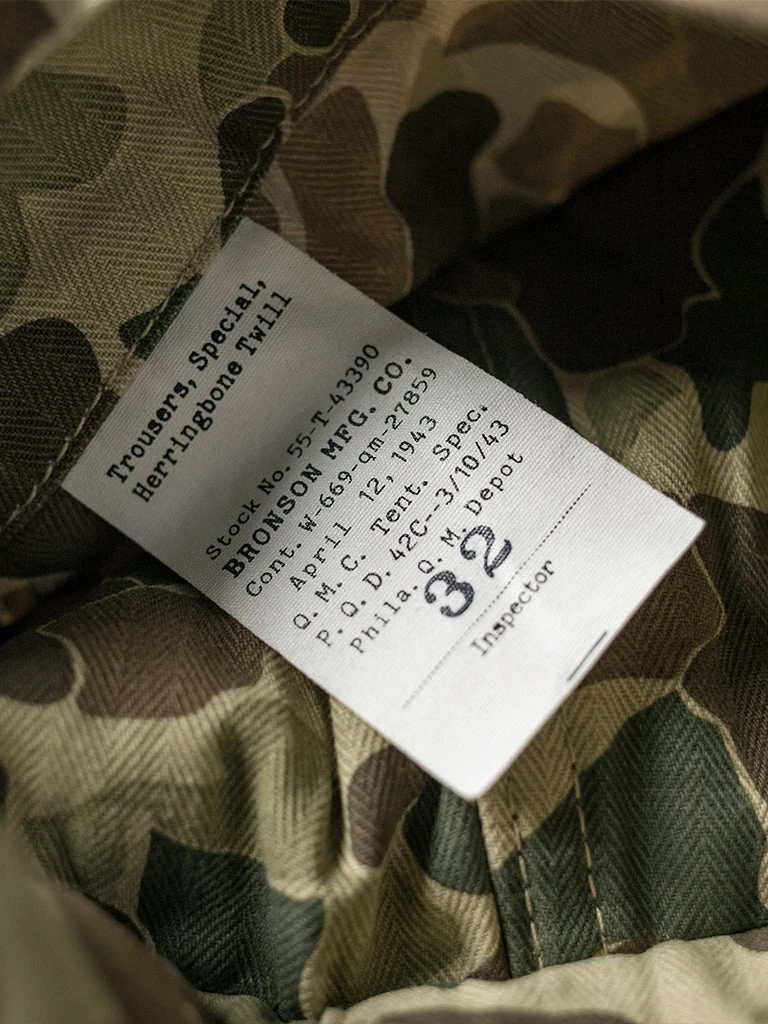 Trousers, Special,
Herringbone Twill
Stock No. 55-T-43390
BRONSON MFG. CO.
Cont. W-669-qm-27859
April 12, 1943
Q. M. C. Tent. Spec.
P. Q. D. 42C--3/10/43
Phila. Q. M. Depot
32
Inspector